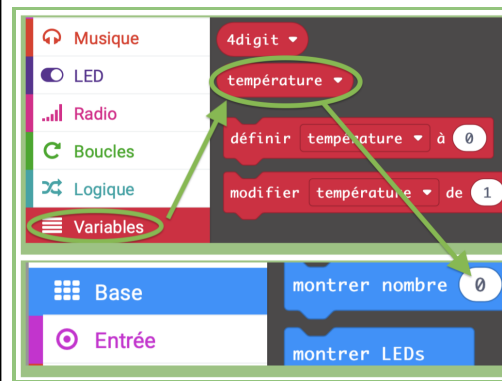 Musique
4digit
LED
température
Radio
définir température à 0
Boucles
Logique
modifier température de 1
Variables
Base
montrer nombre 0
Entrée
montrer LEDs